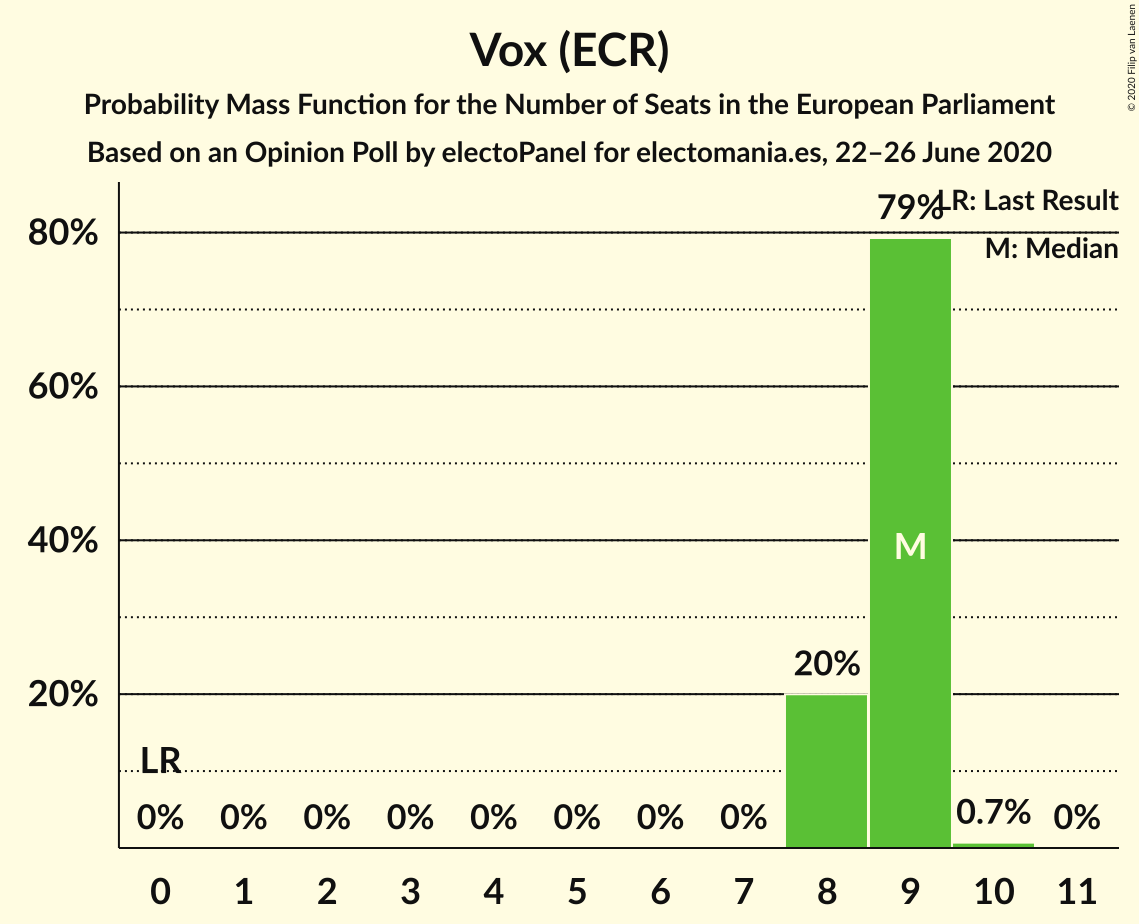 Vox (ECR)
Probability Mass Function for the Number of Seats in the European Parliament
Based on an Opinion Poll by electoPanel for electomania.es, 22–26 June 2020
© 2020 Filip van Laenen
LR: Last Result
M: Median
80%
60%
40%
20%
79%
M
20%
LR
0% 0% 0% 0% 0% 0% 0% 0% 0.7% 0%
0 1 2 3 4 5 6 7 8 9 10 11